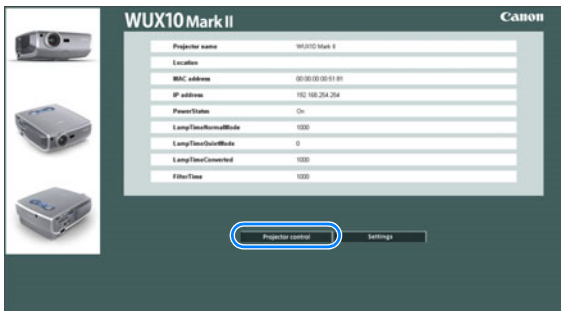 WUX10 Mark II
Canon
Projector name WUX10 Mark II
Location
MAC address 00:00:00:00:51:81
IP address 192.168.254.254
PowerStatus On
LampTimeNormalMode 1000
LampTimeQuietMode 0
LampTimeConverted 1000
FilterTime 1000
Projector control Settings